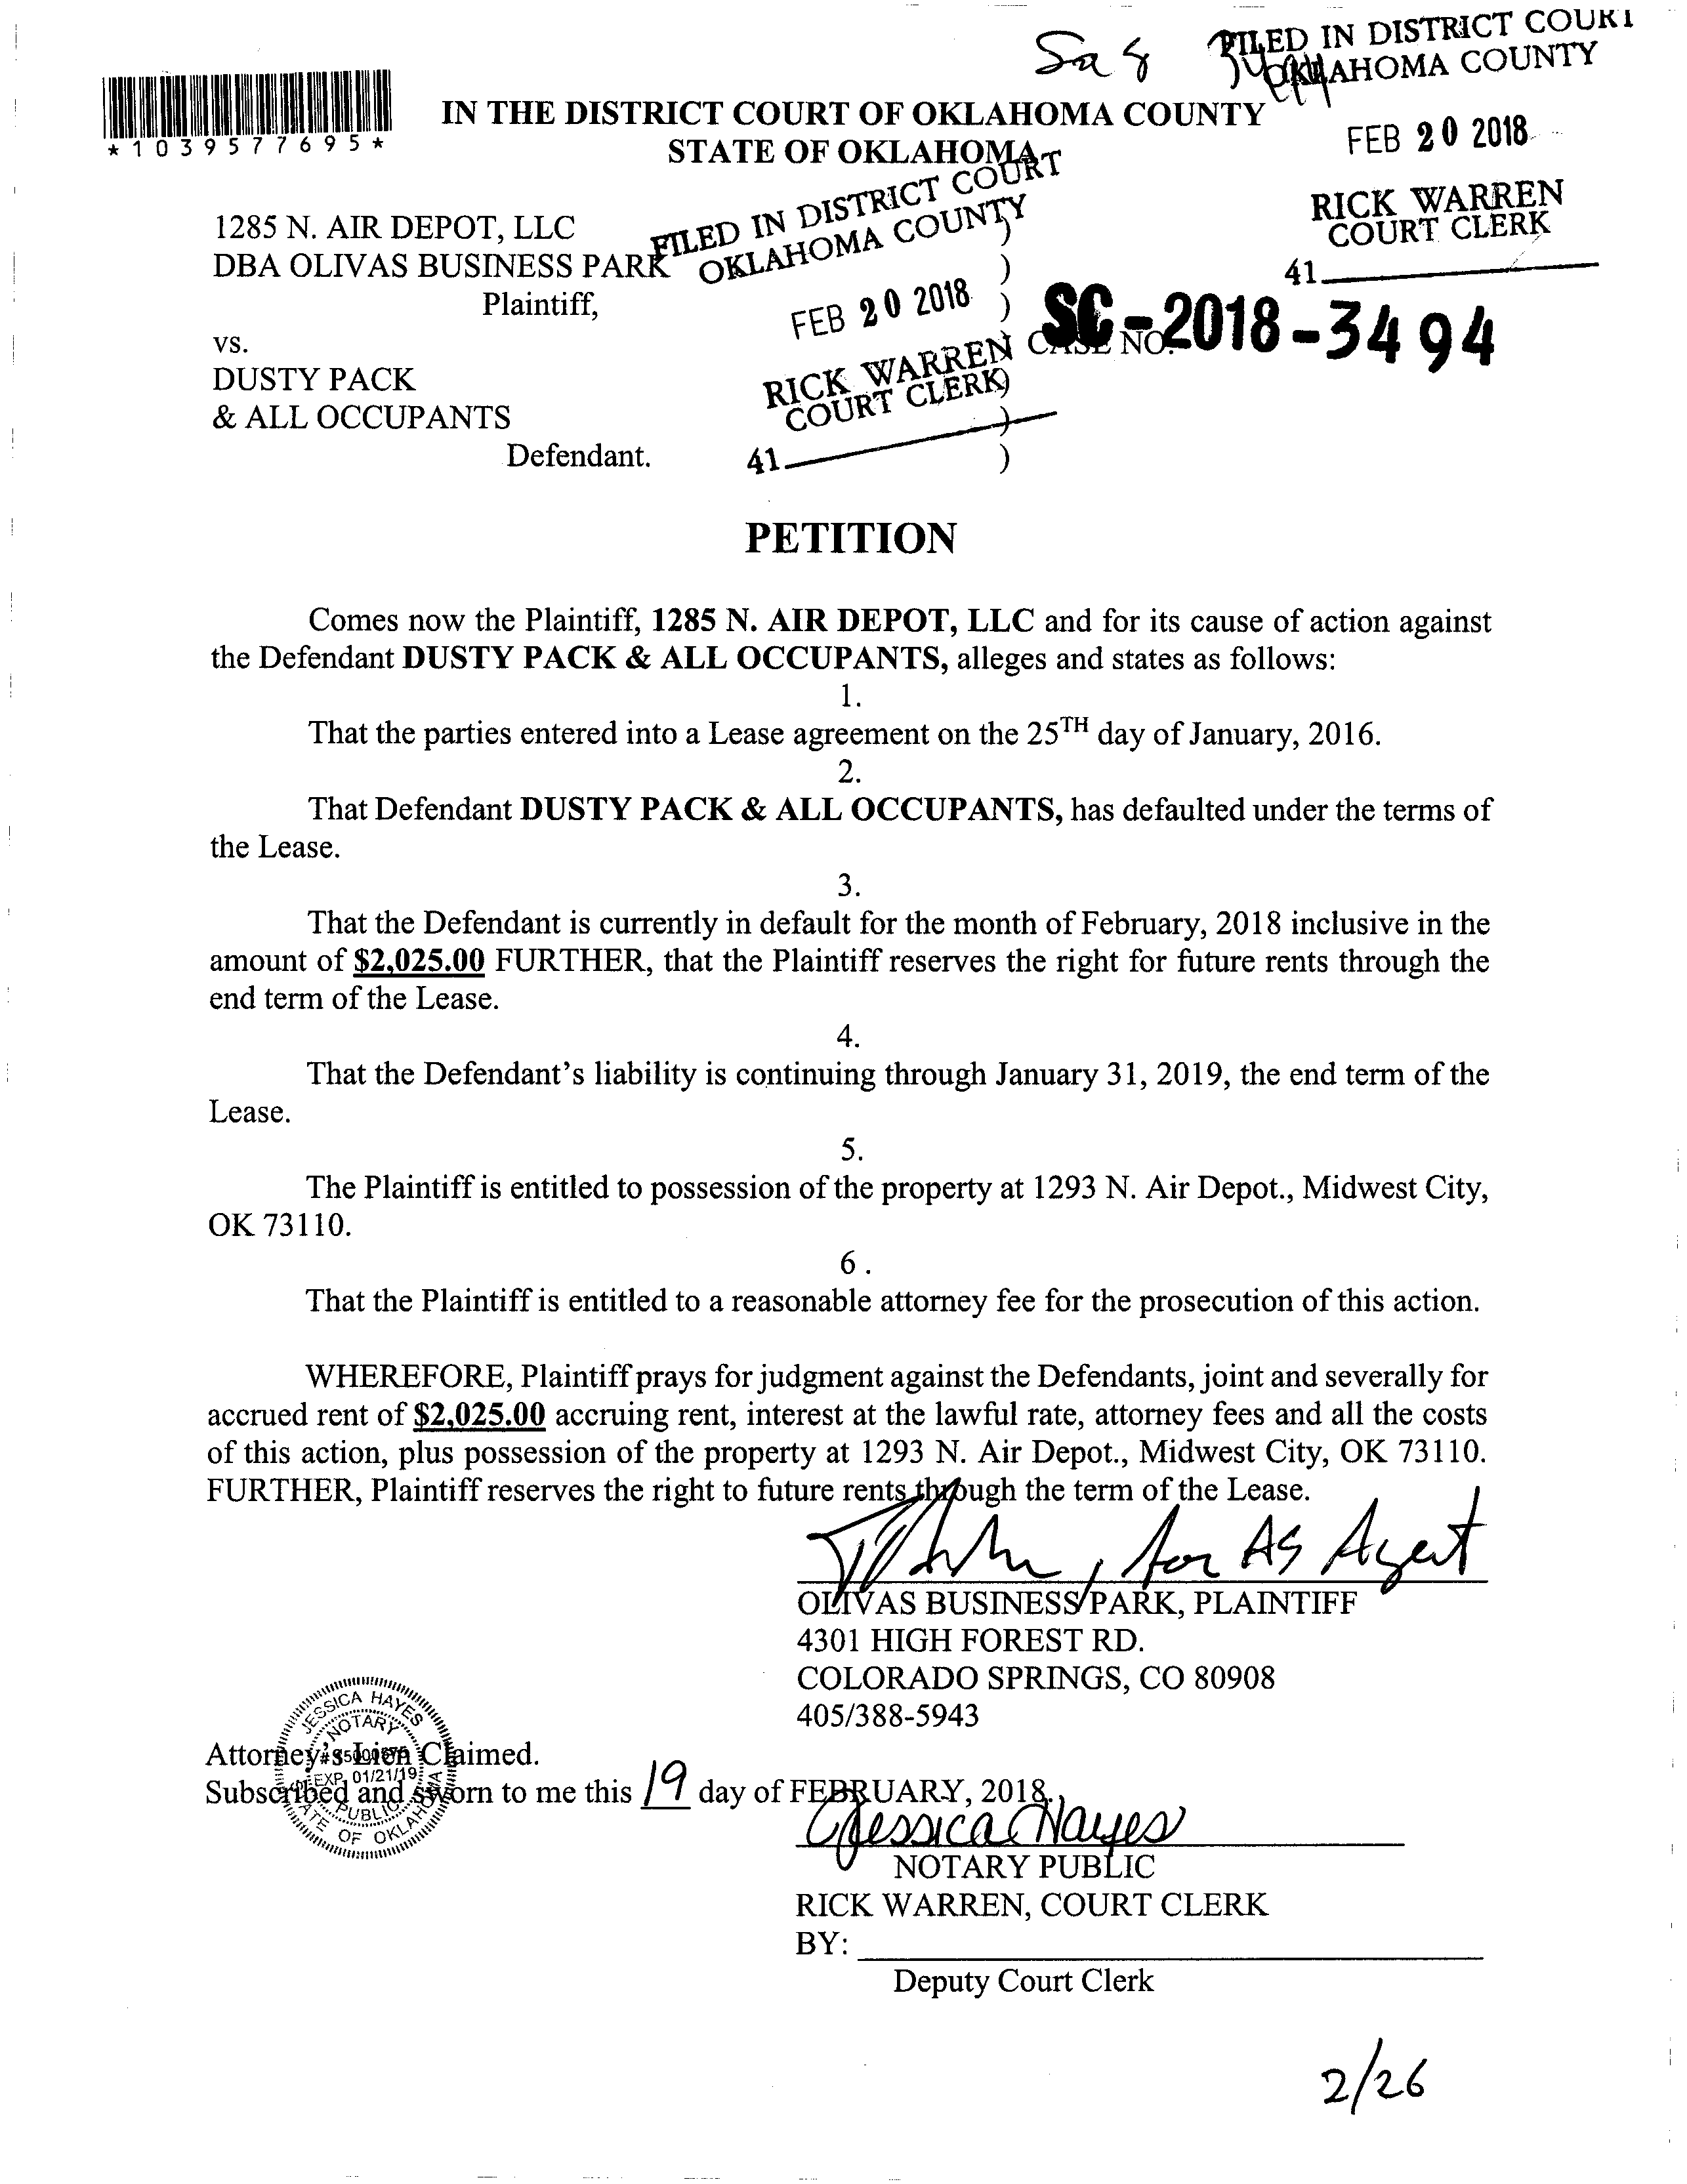 Sa 8
FILED IN DISTRICT COURT
OKLAHOMA COUNTY
FEB 20 2018
RICK WARREN
COURT CLERK
41
*1039577695*
IN THE DISTRICT COURT OF OKLAHOMA COUNTY
STATE OF OKLAHOMA
FILED IN DISTRICT COURT
OKLAHOMA COUNTY
FEB 20 2018
RICK WARREN
COURT CLERK
41
1285 N. AIR DEPOT, LLC )
DBA OLIVAS BUSINESS PARK )
Plaintiff, )
vs. CASE NO. SC-2018-3494
DUSTY PACK )
& ALL OCCUPANTS )
Defendant. )
PETITION
Comes now the Plaintiff, 1285 N. AIR DEPOT, LLC and for its cause of action against
the Defendant DUSTY PACK & ALL OCCUPANTS, alleges and states as follows:
1.
That the parties entered into a Lease agreement on the 25TH day of January, 2016.
2.
That Defendant DUSTY PACK & ALL OCCUPANTS, has defaulted under the terms of
the Lease.
3.
That the Defendant is currently in default for the month of February, 2018 inclusive in the
amount of $2,025.00 FURTHER, that the Plaintiff reserves the right for future rents through the
end term of the Lease.
4.
That the Defendant's liability is continuing through January 31, 2019, the end term of the
Lease.
5.
The Plaintiff is entitled to possession of the property at 1293 N. Air Depot., Midwest City,
OK 73110.
6 .
That the Plaintiff is entitled to a reasonable attorney fee for the prosecution of this action.
WHEREFORE, Plaintiff prays for judgment against the Defendants, joint and severally for
accrued rent of $2,025.00 accruing rent, interest at the lawful rate, attorney fees and all the costs
of this action, plus possession of the property at 1293 N. Air Depot., Midwest City, OK 73110.
FURTHER, Plaintiff reserves the right to future rents through the term of the Lease.
, for As Agent
OLIVAS BUSINESS PARK, PLAINTIFF
4301 HIGH FOREST RD.
COLORADO SPRINGS, CO 80908
405/388-5943
JESSICA HAYES
NOTARY
EXP. 01/21/19
PUBLIC
STATE OF OKLAHOMA
Attorney's Lien Claimed.
Subscribed and sworn to me this 19 day of FEBRUARY, 2018.
Jessica Hayes
NOTARY PUBLIC
RICK WARREN, COURT CLERK
BY:
Deputy Court Clerk
2/26